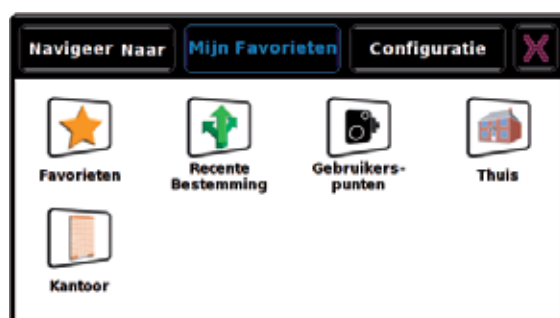 Navigeer Naar
Mijn Favorieten
Configuratie
X
Favorieten
Recente
Bestemming
Gebruikers-
punten
Thuis
Kantoor